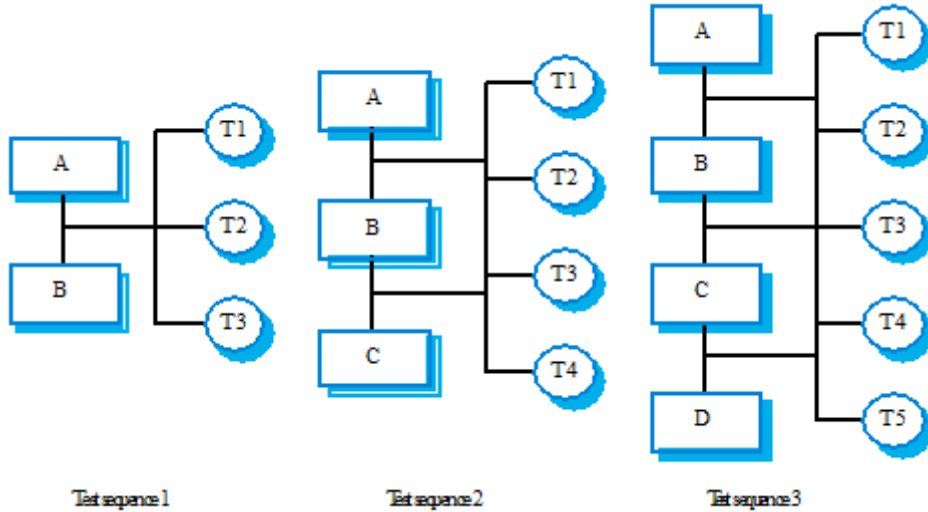 A
B
T1
T2
T3
Test sequence 1
A
B
C
T1
T2
T3
T4
Test sequence 2
A
B
C
D
T1
T2
T3
T4
T5
Test sequence 3